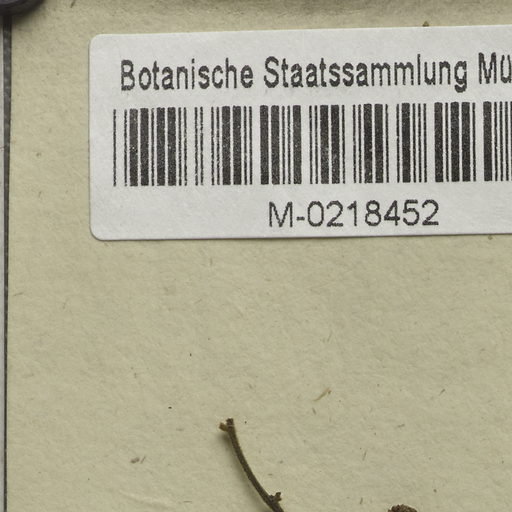 Botanische Staatssammlung Mü
M-0218452